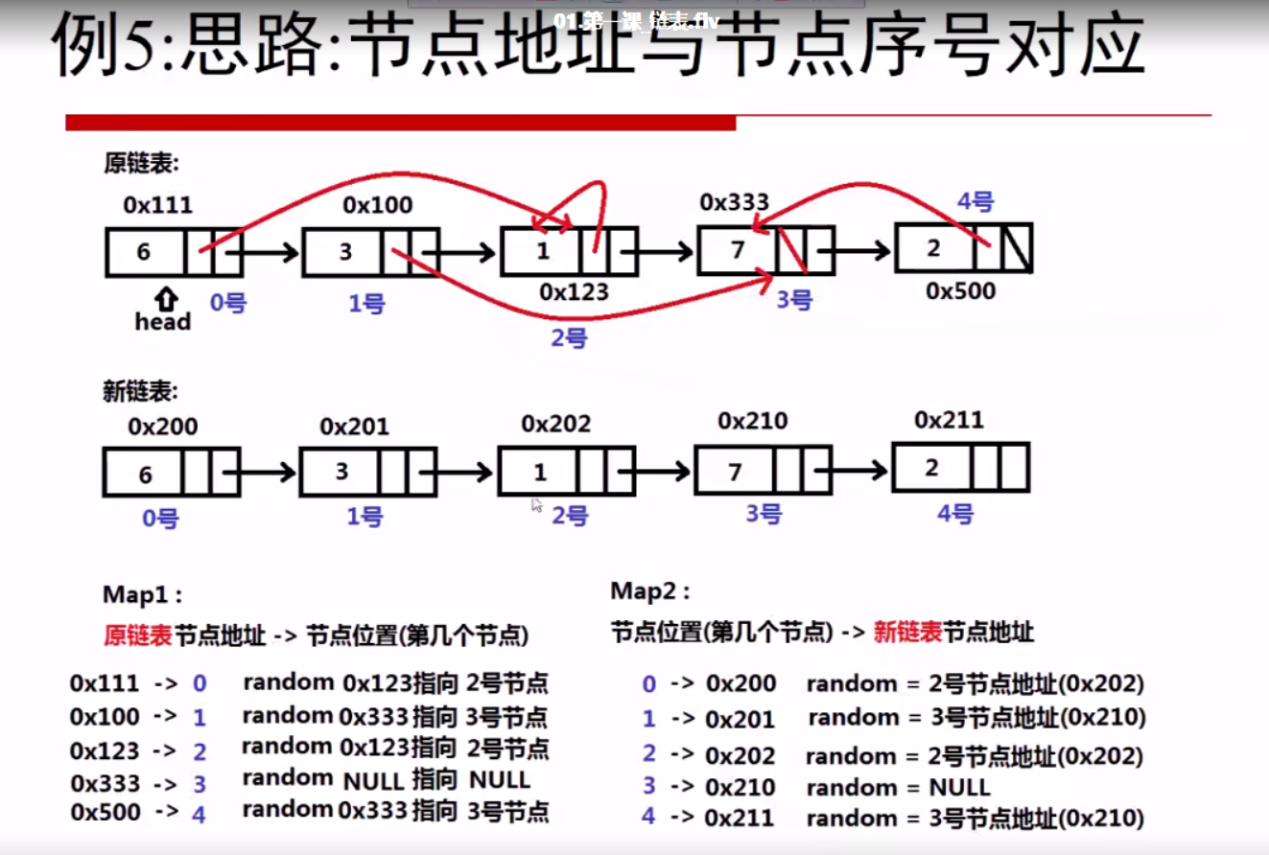 01.第一课_链表.flv
例5:思路:节点地址与节点序号对应
原链表:
0x111 0x100 0x333 4号
6 3 1 7 2
0x123 0x500
head 0号 1号 2号 3号
新链表:
0x200 0x201 0x202 0x210 0x211
6 3 1 7 2
0号 1号 2号 3号 4号
Map1 :
原链表节点地址 -> 节点位置(第几个节点)
0x111 -> 0 random 0x123指向 2号节点
0x100 -> 1 random 0x333 指向 3号节点
0x123 -> 2 random 0x123指向 2号节点
0x333 -> 3 random NULL 指向 NULL
0x500 -> 4 random 0x333 指向 3号节点
Map2 :
节点位置(第几个节点) -> 新链表节点地址
0 -> 0x200 random = 2号节点地址(0x202)
1 -> 0x201 random = 3号节点地址(0x210)
2 -> 0x202 random = 2号节点地址(0x202)
3 -> 0x210 random = NULL
4 -> 0x211 random = 3号节点地址(0x210)